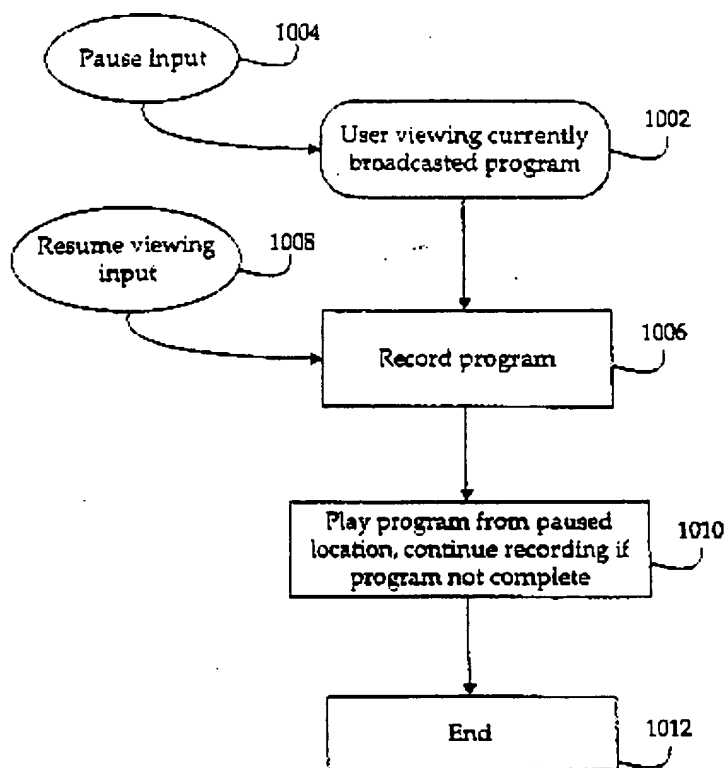 1004
Pause input
1002
User viewing currently
broadcasted program
1008
Resume viewing
input
1006
Record program
Play program from paused
location, continue recording if
program not complete
1010
End
1012